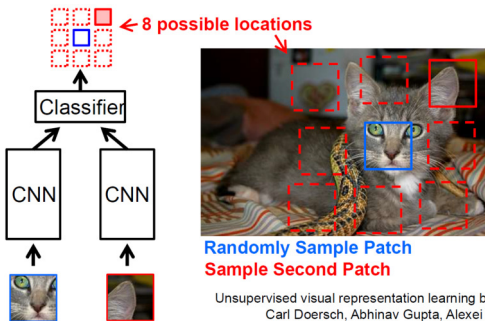 8 possible locations
Classifier
CNN
CNN
Randomly Sample Patch
Sample Second Patch
Unsupervised visual representation learning b
Carl Doersch, Abhinav Gupta, Alexei